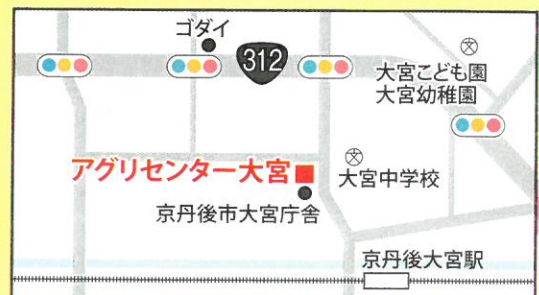 ゴダイ
312
文
大宮こども園
大宮幼稚園
アグリセンター大宮
文
大宮中学校
京丹後市大宮庁舎
京丹後大宮駅